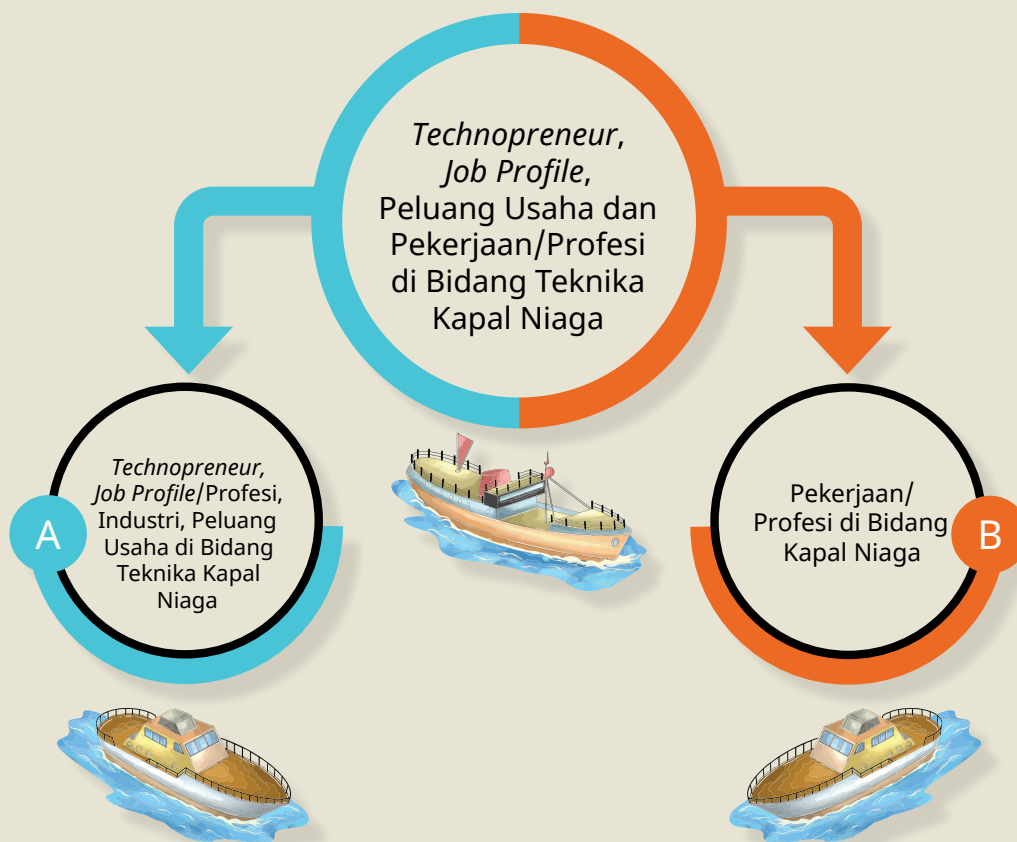 Technopreneur,
Job Profile,
Peluang Usaha dan
Pekerjaan/Profesi
di Bidang Teknika
Kapal Niaga
A
Technopreneur,
Job Profile/Profesi,
Industri, Peluang
Usaha di Bidang
Teknika Kapal
Niaga
Pekerjaan/
Profesi di Bidang
Kapal Niaga
B